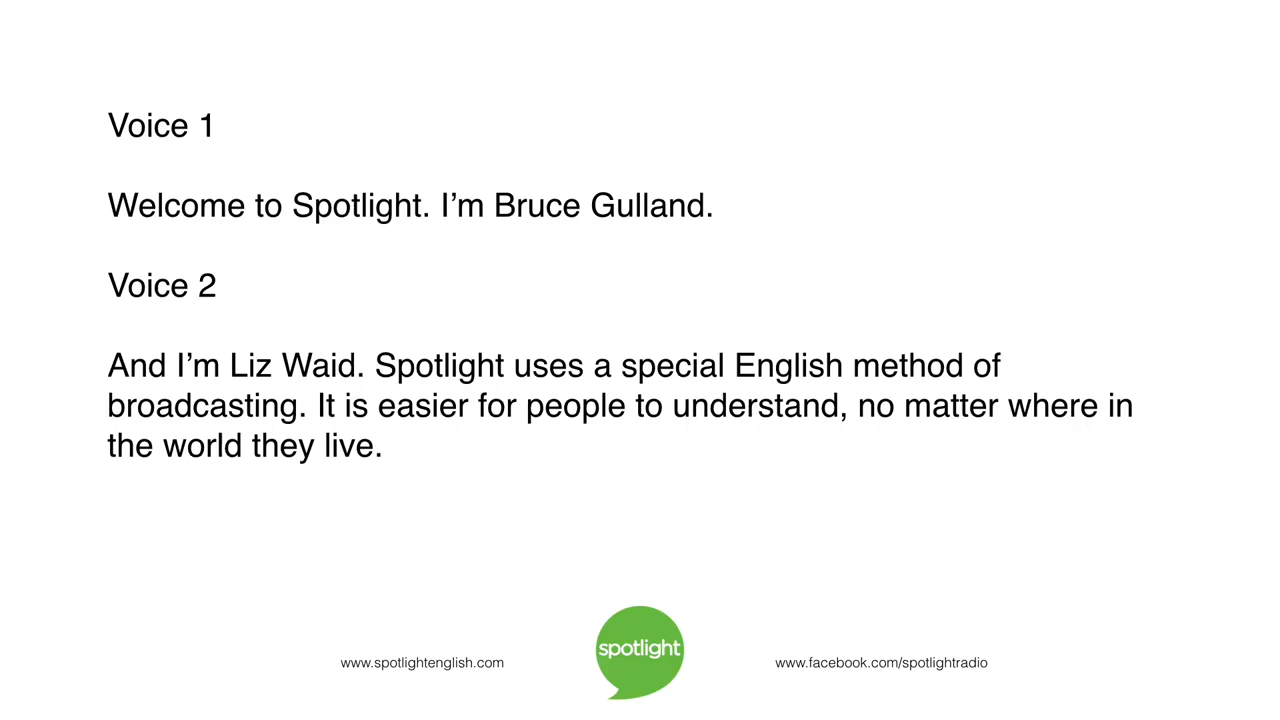 Voice 1
Welcome to Spotlight. I’m Bruce Gulland.
Voice 2
And I’m Liz Waid. Spotlight uses a special English method of
broadcasting. It is easier for people to understand, no matter where in
the world they live.
www.spotlightenglish.com
spotlight
www.facebook.com/spotlightradio